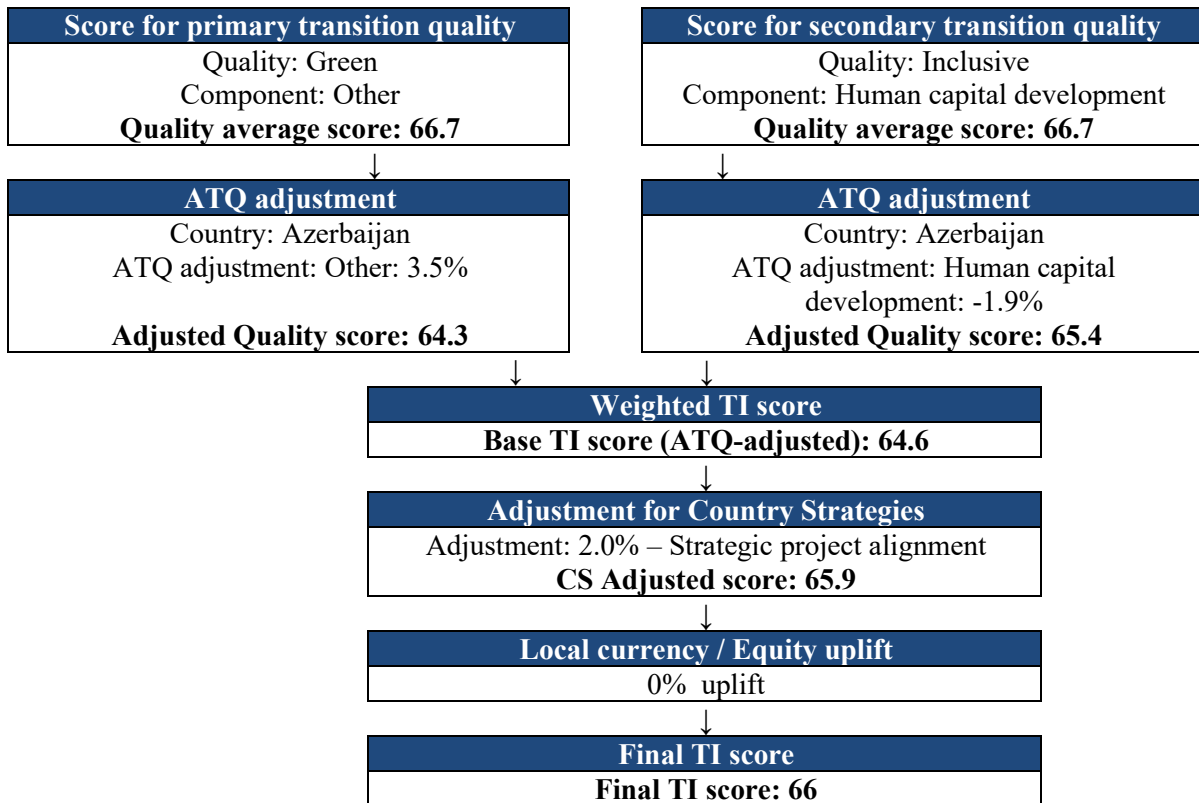 Score for primary transition quality
Quality: Green
Component: Other
Quality average score: 66.7
Score for secondary transition quality
Quality: Inclusive
Component: Human capital development
Quality average score: 66.7
↓
↓
ATQ adjustment
Country: Azerbaijan
ATQ adjustment: Other: 3.5%
Adjusted Quality score: 64.3
ATQ adjustment
Country: Azerbaijan
ATQ adjustment: Human capital
development: -1.9%
Adjusted Quality score: 65.4
↓
↓
Weighted TI score
Base TI score (ATQ-adjusted): 64.6
↓
Adjustment for Country Strategies
Adjustment: 2.0% – Strategic project alignment
CS Adjusted score: 65.9
↓
Local currency / Equity uplift
0% uplift
↓
Final TI score
Final TI score: 66